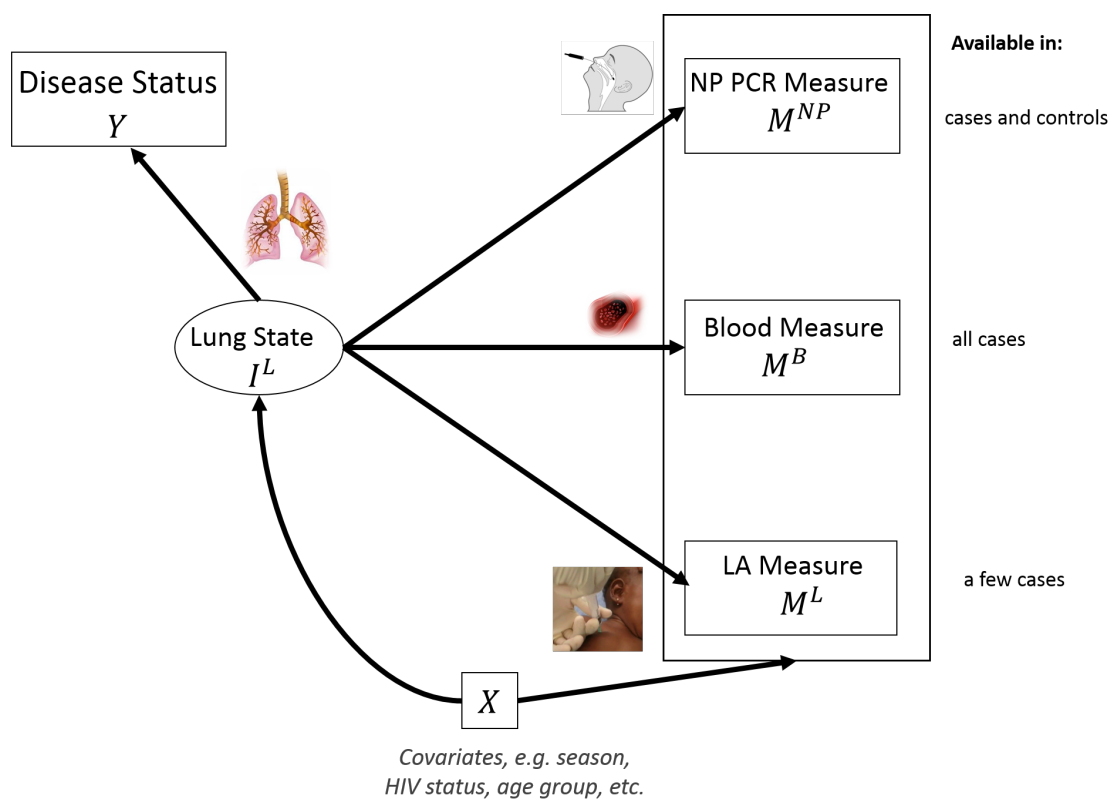 Disease Status
Y
Lung State
I^L
NP PCR Measure
M^{NP}
Blood Measure
M^B
LA Measure
M^L
Available in:
cases and controls
all cases
a few cases
X
Covariates, e.g. season,
HIV status, age group, etc.